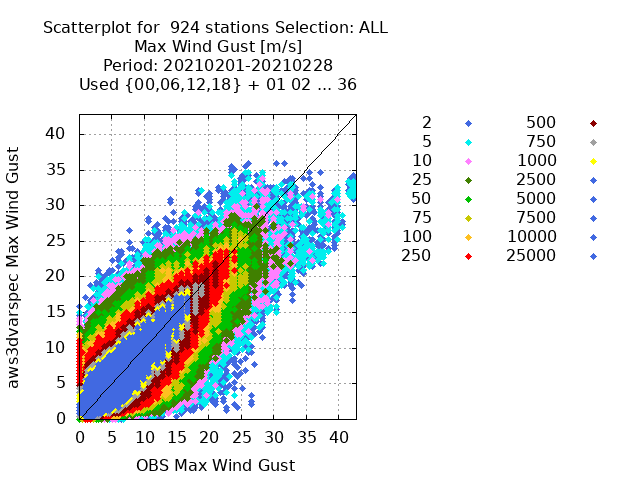 Scatterplot for  924 stations Selection: ALL
Max Wind Gust [m/s]
Period: 20210201-20210228
Used {00,06,12,18} + 01 02 ... 36
aws3dvarspec Max Wind Gust
40
35
30
25
20
15
10
5
0
0 5 10 15 20 25 30 35 40
OBS Max Wind Gust
2 500
5 750
10 1000
25 2500
50 5000
75 7500
100 10000
250 25000